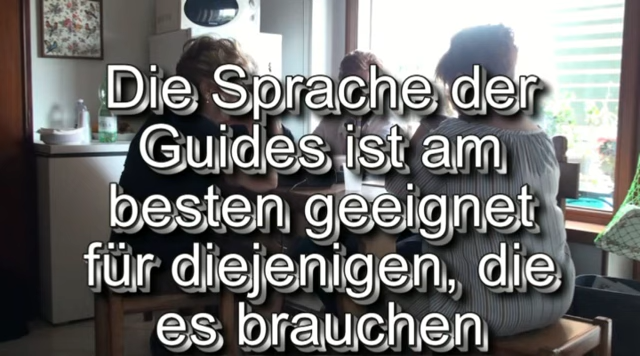 Die Sprache der
Guides ist am
besten geeignet
für diejenigen, die
es brauchen